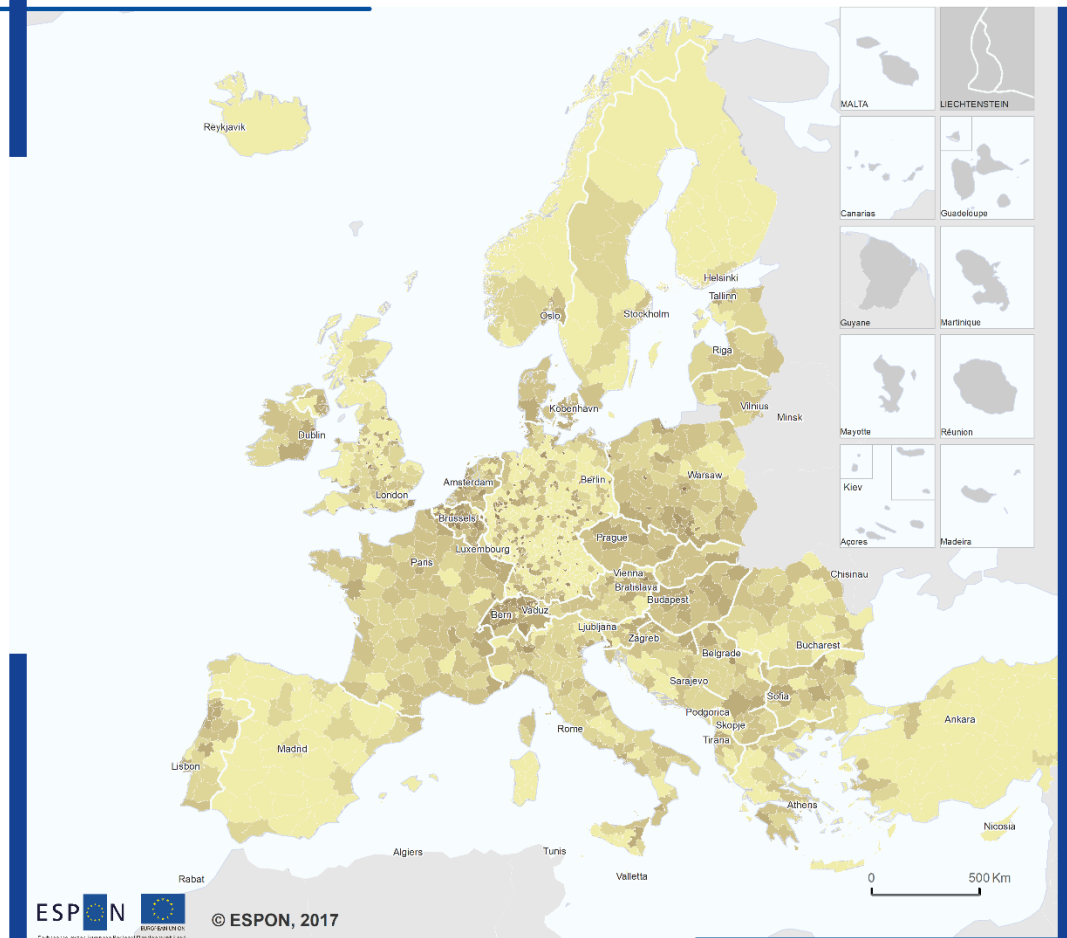 MALTA
LIECHTENSTEIN
Reykjavik
Canarias
Guadeloupe
Helsinki
Tallinn
Oslo
Stockholm
Guyane
Martinique
Riga
Vilnius
Minsk
Kobenhavn
Mayotte
Réunion
Dublin
Amsterdam
Berlin
Warsaw
London
Brussels
Kiev
Prague
Luxembourg
Paris
Açores
Madeira
Vienna
Bratislava
Chisinau
Budapest
Bern
Vaduz
Ljubljana
Zagreb
Bucharest
Belgrade
Sarajevo
Sofia
Podgorica
Skopje
Ankara
Rome
Tirana
Madrid
Lisbon
Athens
Nicosia
Algiers
Tunis
Valletta
Rabat
0 500 Km
ESPON
EUROPEAN UNION
© ESPON, 2017